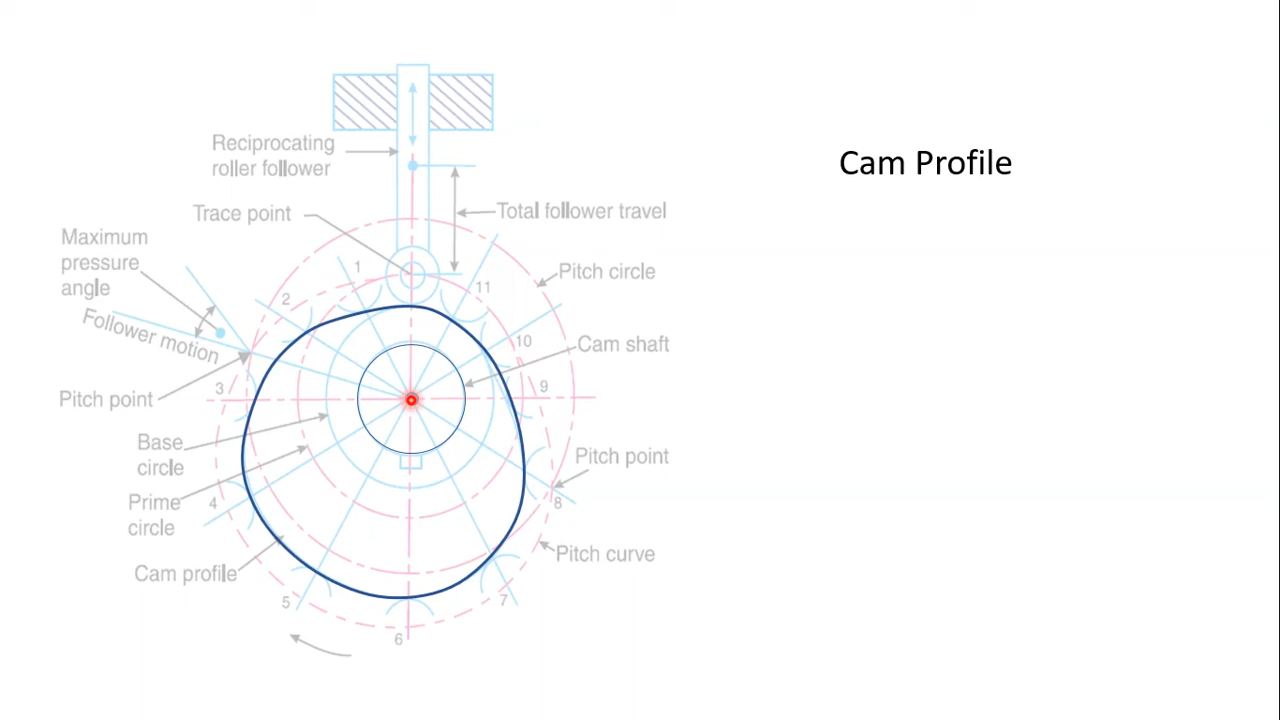 Cam Profile
Reciprocating
roller follower
Trace point
Total follower travel
Maximum
pressure
angle
Follower motion
Pitch circle
1
2
11
10
Cam shaft
3
9
Pitch point
Base
circle
Pitch point
Prime
circle
4
8
Pitch curve
Cam profile
5
7
6